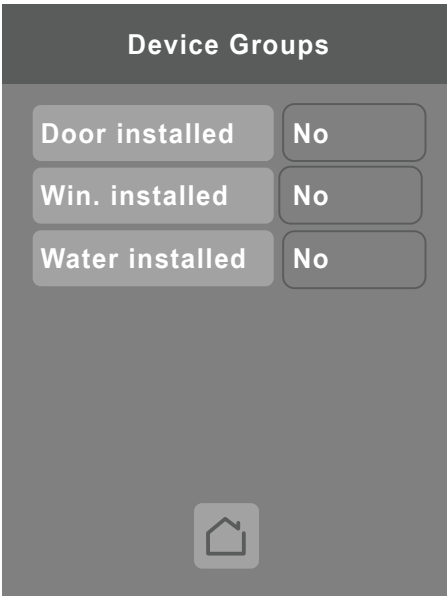 Device Groups
Door installed No
Win. installed No
Water installed No